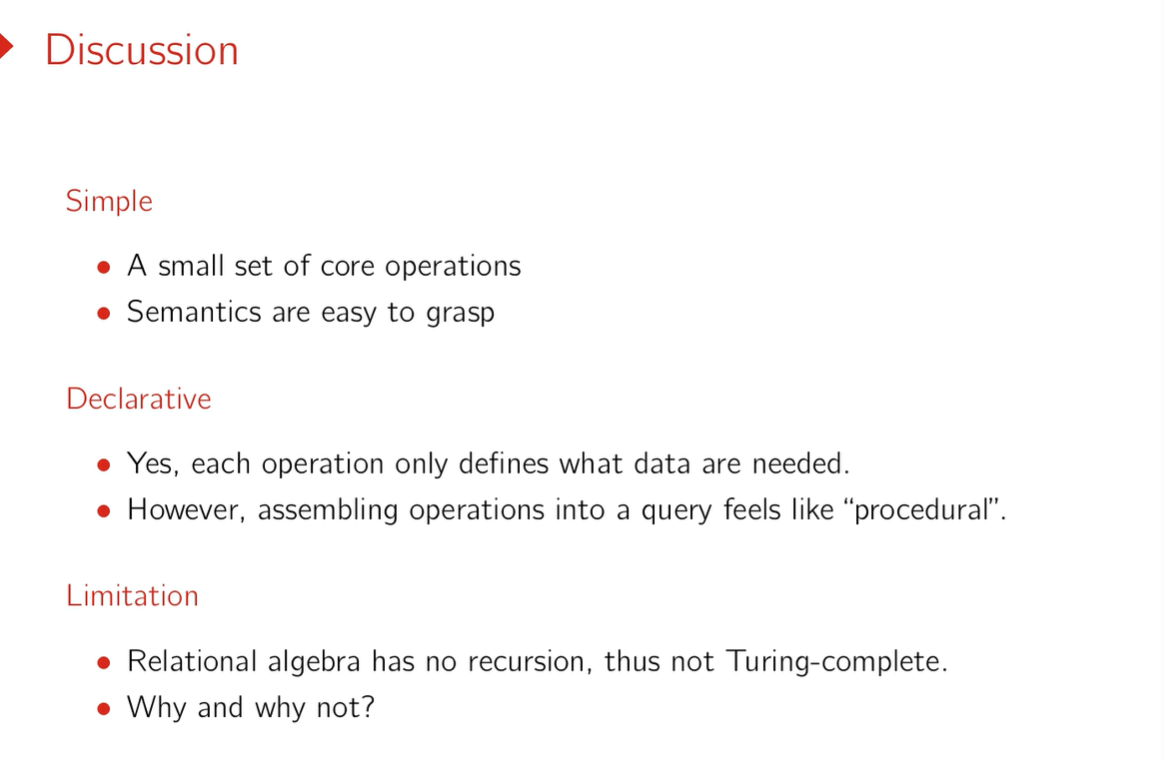 Discussion
Simple
• A small set of core operations
• Semantics are easy to grasp
Declarative
• Yes, each operation only defines what data are needed.
• However, assembling operations into a query feels like “procedural”.
Limitation
• Relational algebra has no recursion, thus not Turing-complete.
• Why and why not?